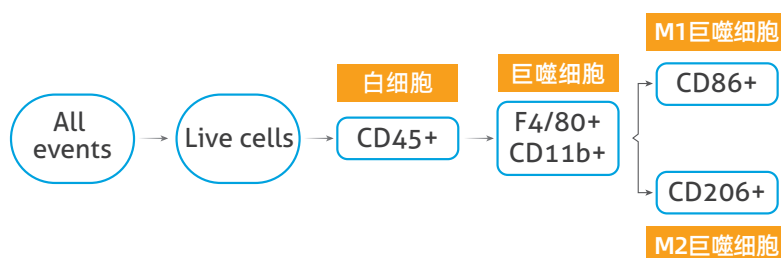 All
events
Live cells
白细胞
CD45+
巨噬细胞
F4/80+
CD11b+
M1巨噬细胞
CD86+
CD206+
M2巨噬细胞